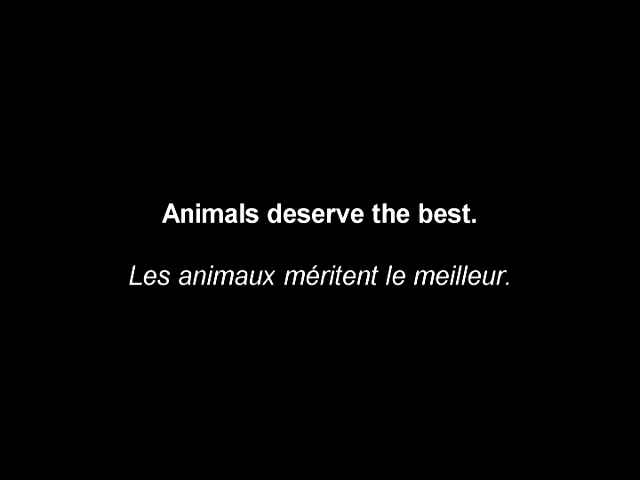 Animals deserve the best.
Les animaux méritent le meilleur.